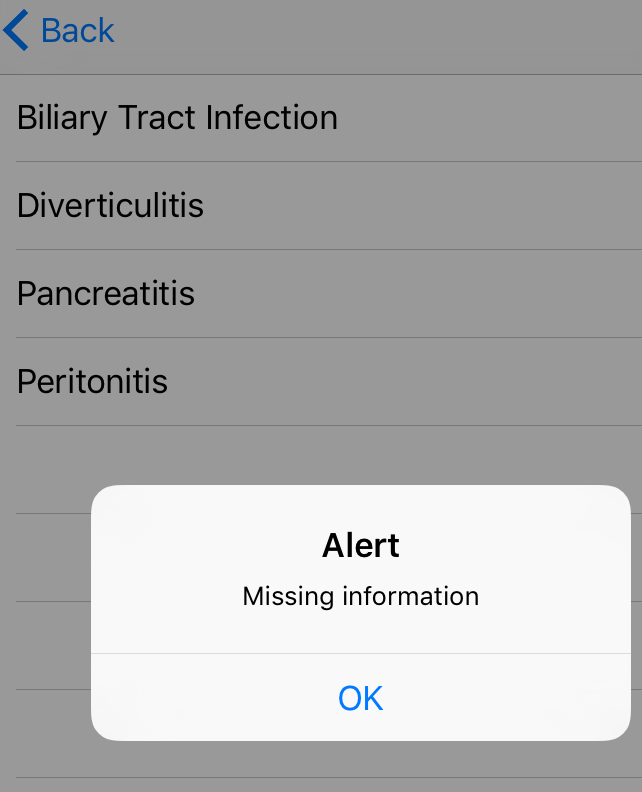 Back
Biliary Tract Infection
Diverticulitis
Pancreatitis
Peritonitis
Alert
Missing information
OK